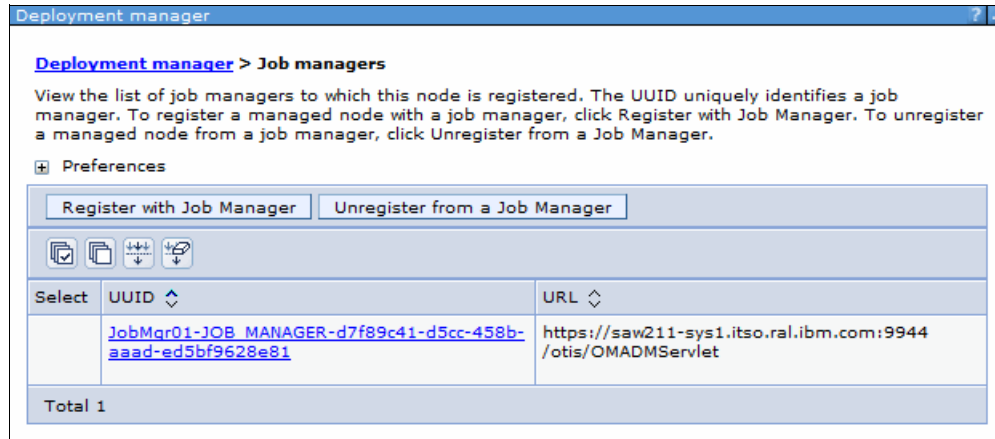 Deployment manager ?
Deployment manager > Job managers
View the list of job managers to which this node is registered. The UUID uniquely identifies a job
manager. To register a managed node with a job manager, click Register with Job Manager. To unregister
a managed node from a job manager, click Unregister from a Job Manager.
+ Preferences
Register with Job Manager Unregister from a Job Manager
Select UUID URL
JobMgr01-JOB_MANAGER-d7f89c41-d5cc-458b- https://saw211-sys1.itso.ral.ibm.com:9944
aaad-ed5bf9628e81 /otis/OMADMServlet
Total 1